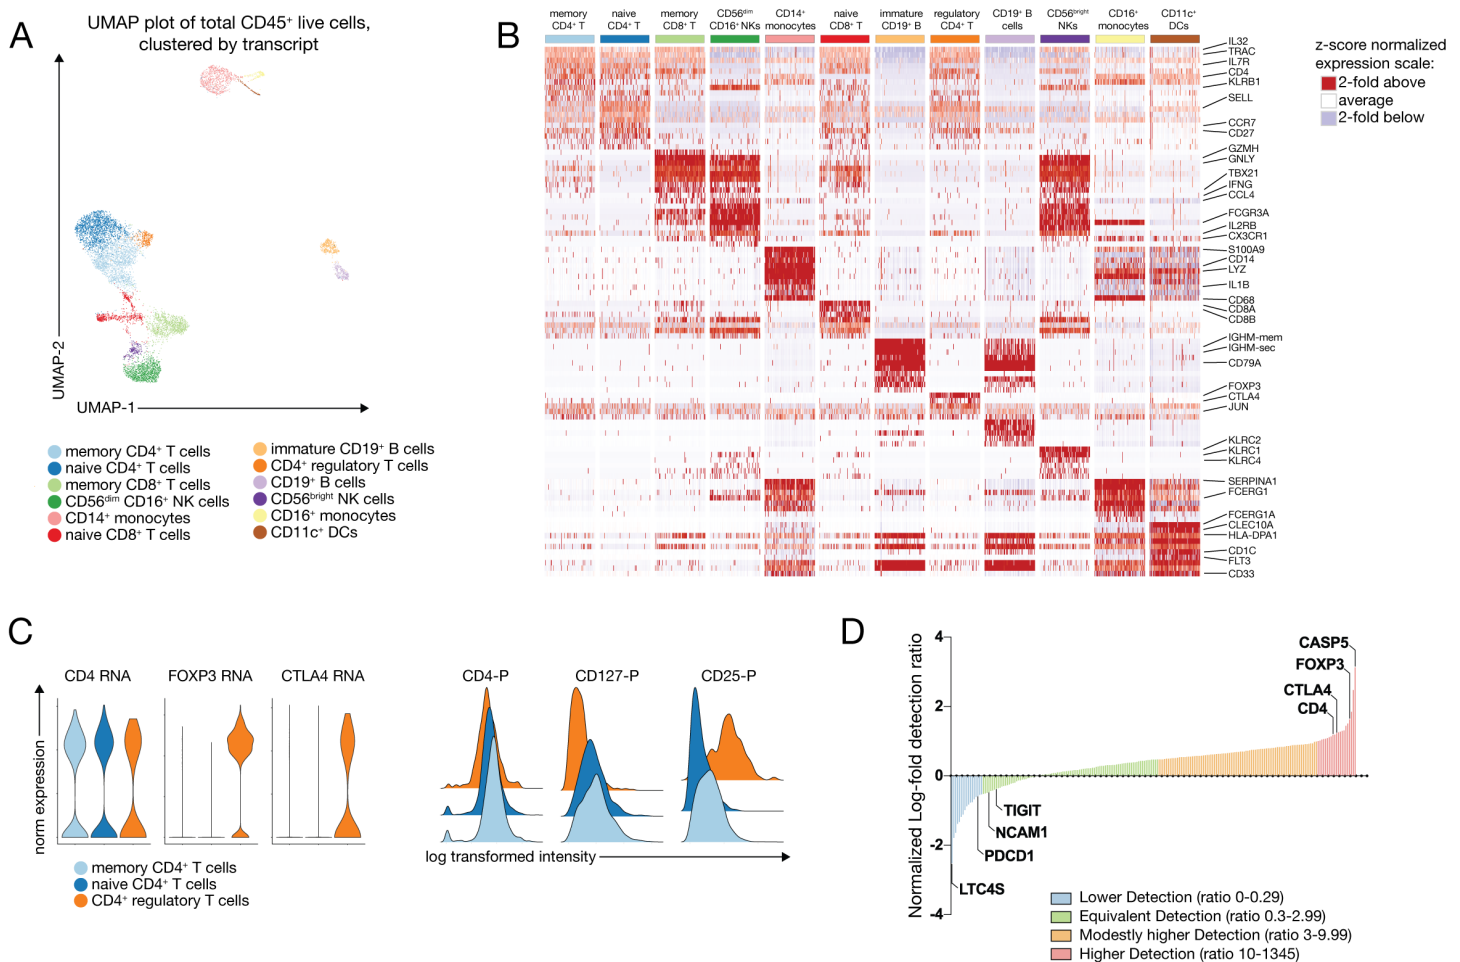 A
UMAP plot of total CD45⁺ live cells,
clustered by transcript
UMAP-2
UMAP-1
memory CD4⁺ T cells
naive CD4⁺ T cells
memory CD8⁺ T cells
CD56ᵈⁱᵐ CD16⁺ NK cells
CD14⁺ monocytes
naive CD8⁺ T cells
immature CD19⁺ B cells
CD4⁺ regulatory T cells
CD19⁺ B cells
CD56ᵇʳⁱᵍʰᵗ NK cells
CD16⁺ monocytes
CD11c⁺ DCs
B
memory
CD4⁺ T
naive
CD4⁺ T
memory
CD8⁺ T
CD56ᵈⁱᵐ
CD16⁺ NKs
CD14⁺
monocytes
naive
CD8⁺ T
immature
CD19⁺ B
regulatory
CD4⁺ T
CD19⁺ B
cells
CD56ᵇʳⁱᵍʰᵗ
NKs
CD16⁺
monocytes
CD11c⁺
DCs
IL32
TRAC
IL7R
CD4
KLRB1
SELL
CCR7
CD27
GZMH
GNLY
TBX21
IFNG
CCL4
FCGR3A
IL2RB
CX3CR1
S100A9
CD14
LYZ
IL1B
CD68
CD8A
CD8B
IGHM-mem
IGHM-sec
CD79A
FOXP3
CTLA4
JUN
KLRC2
KLRC1
KLRC4
SERPINA1
FCERG1
FCERG1A
CLEC10A
HLA-DPA1
CD1C
FLT3
CD33
z-score normalized
expression scale:
2-fold above
average
2-fold below
C
norm expression
CD4 RNA
FOXP3 RNA
CTLA4 RNA
memory CD4⁺ T cells
naive CD4⁺ T cells
CD4⁺ regulatory T cells
CD4-P
CD127-P
CD25-P
log transformed intensity
D
Normalized Log-fold detection ratio
4
2
0
-2
-4
CASP5
FOXP3
CTLA4
CD4
TIGIT
NCAM1
PDCD1
LTC4S
Lower Detection (ratio 0-0.29)
Equivalent Detection (ratio 0.3-2.99)
Modestly higher Detection (ratio 3-9.99)
Higher Detection (ratio 10-1345)